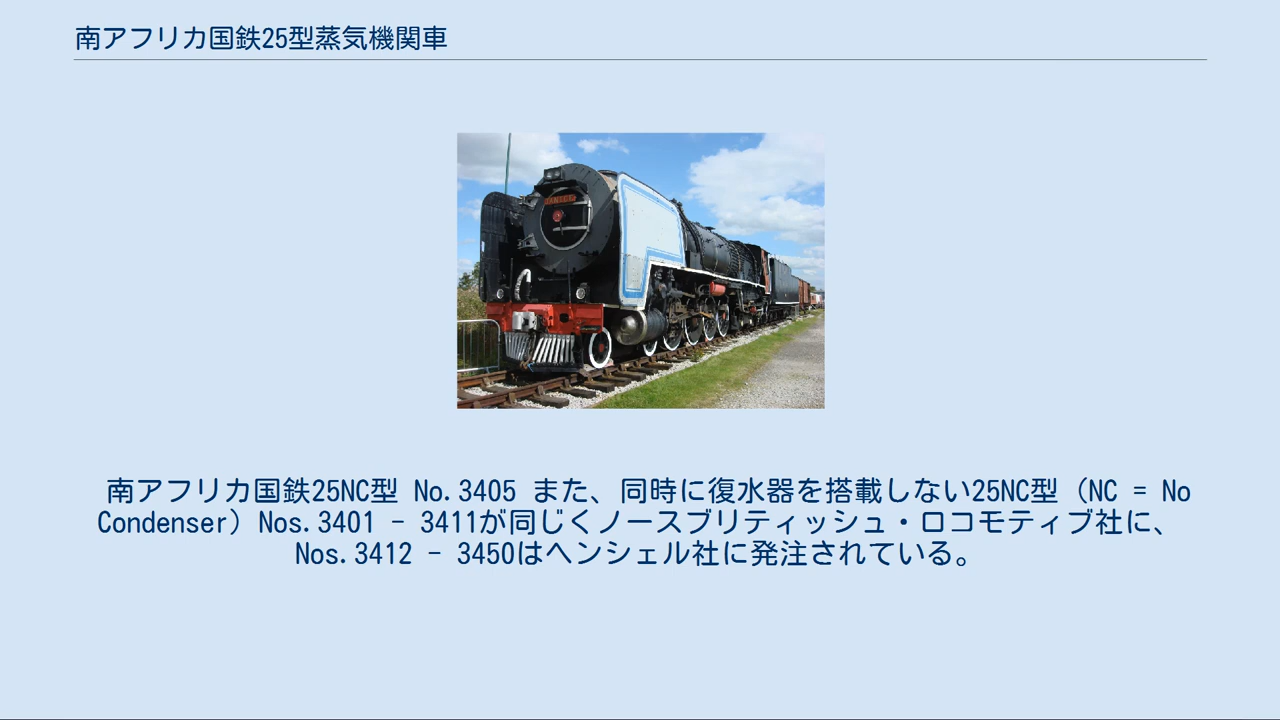 南アフリカ国鉄25型蒸気機関車
南アフリカ国鉄25NC型 No.3405 また、同時に復水器を搭載しない25NC型（NC = No
Condenser）Nos.3401 - 3411が同じくノースブリティッシュ・ロコモティブ社に、
Nos.3412 - 3450はヘンシェル社に発注されている。